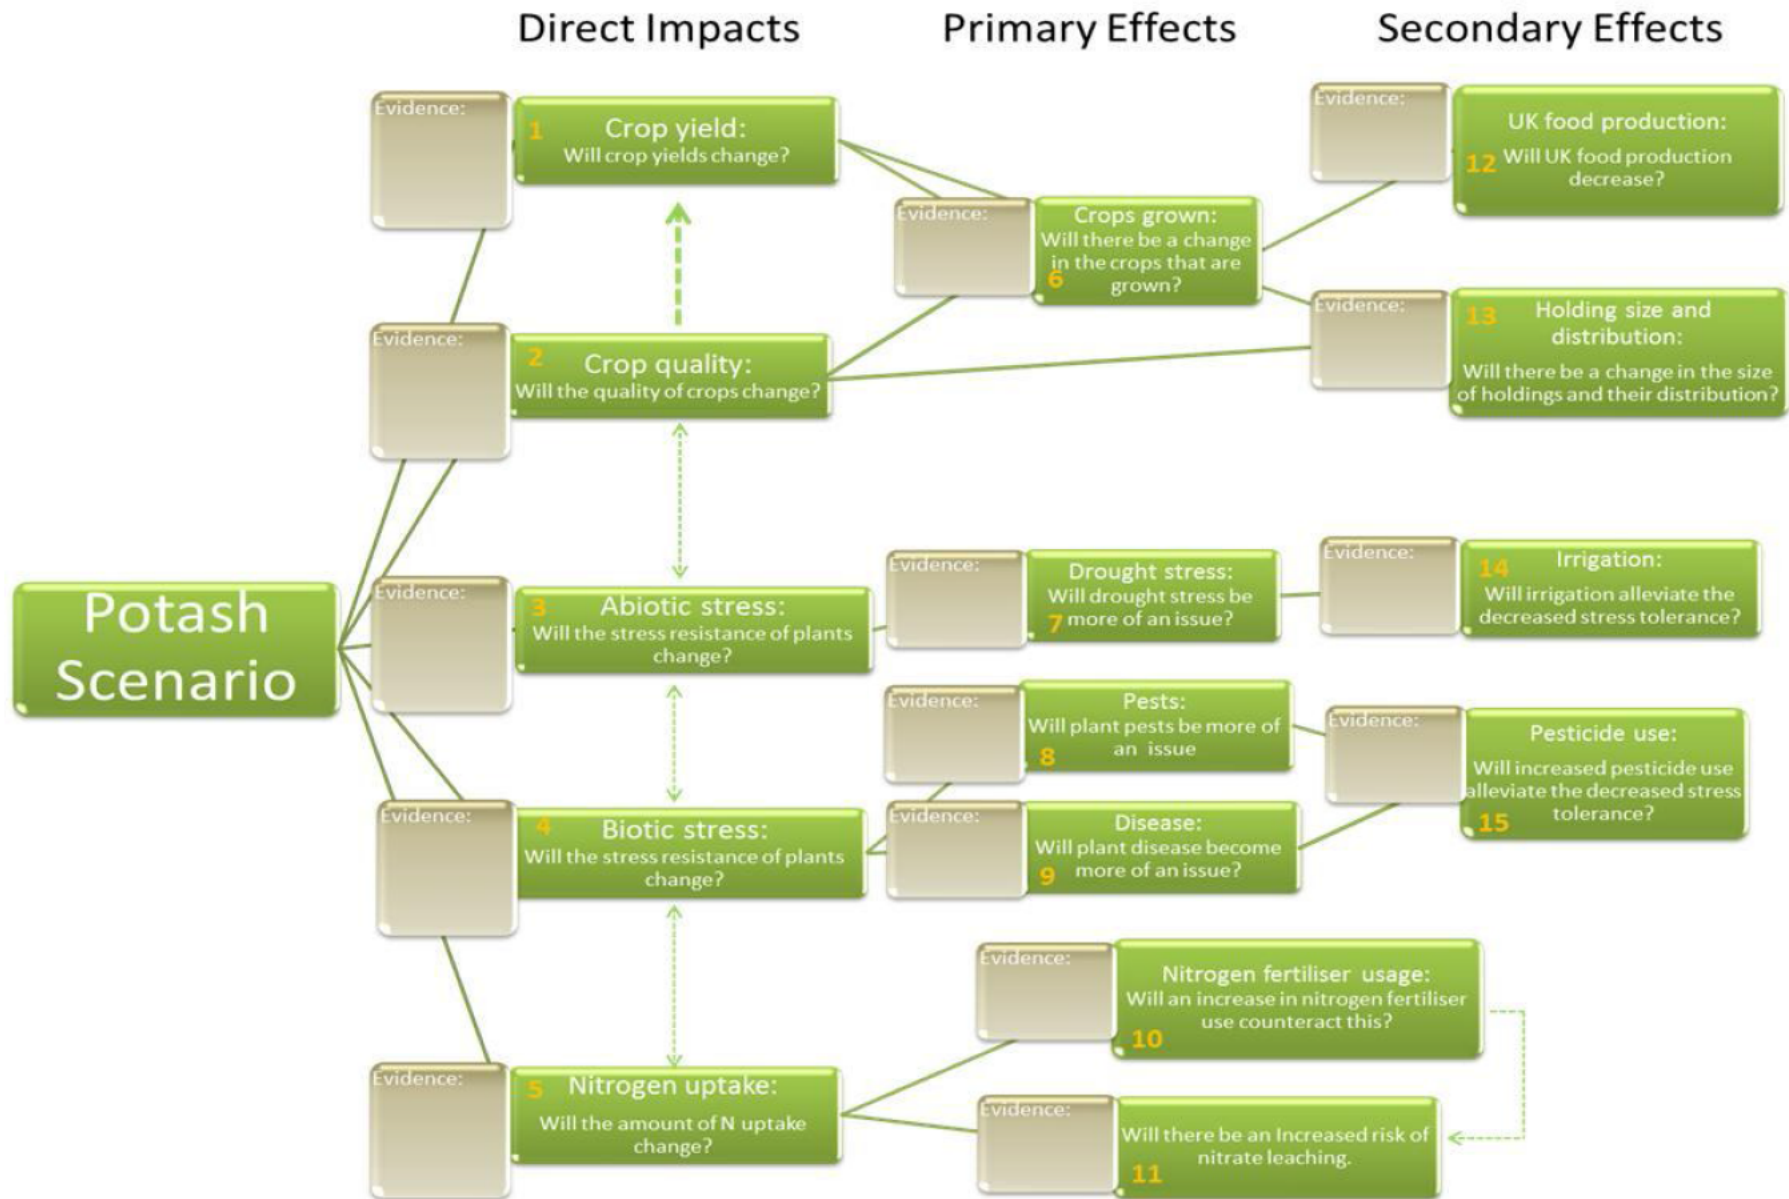 Direct Impacts
Primary Effects
Secondary Effects
Potash
Scenario
Evidence:
1
Crop yield:
Will crop yields change?
Evidence:
2
Crop quality:
Will the quality of crops change?
Evidence:
3
Abiotic stress:
Will the stress resistance of plants
change?
Evidence:
4
Biotic stress:
Will the stress resistance of plants
change?
Evidence:
5
Nitrogen uptake:
Will the amount of N uptake
change?
Evidence:
Crops grown:
Will there be a change
in the crops that are
6
grown?
Evidence:
Drought stress:
Will drought stress be
7
more of an issue?
Evidence:
Pests:
Will plant pests be more of
8
an issue
Evidence:
Disease:
Will plant disease become
9
more of an issue?
Evidence:
Nitrogen fertiliser usage:
Will an increase in nitrogen fertiliser
use counteract this?
10
Evidence:
Will there be an Increased risk of
nitrate leaching.
11
Evidence:
UK food production:
12
Will UK food production
decrease?
Evidence:
13
Holding size and
distribution:
Will there be a change in the size
of holdings and their distribution?
Evidence:
14
Irrigation:
Will irrigation alleviate the
decreased stress tolerance?
Evidence:
Pesticide use:
Will increased pesticide use
alleviate the decreased stress
15
tolerance?